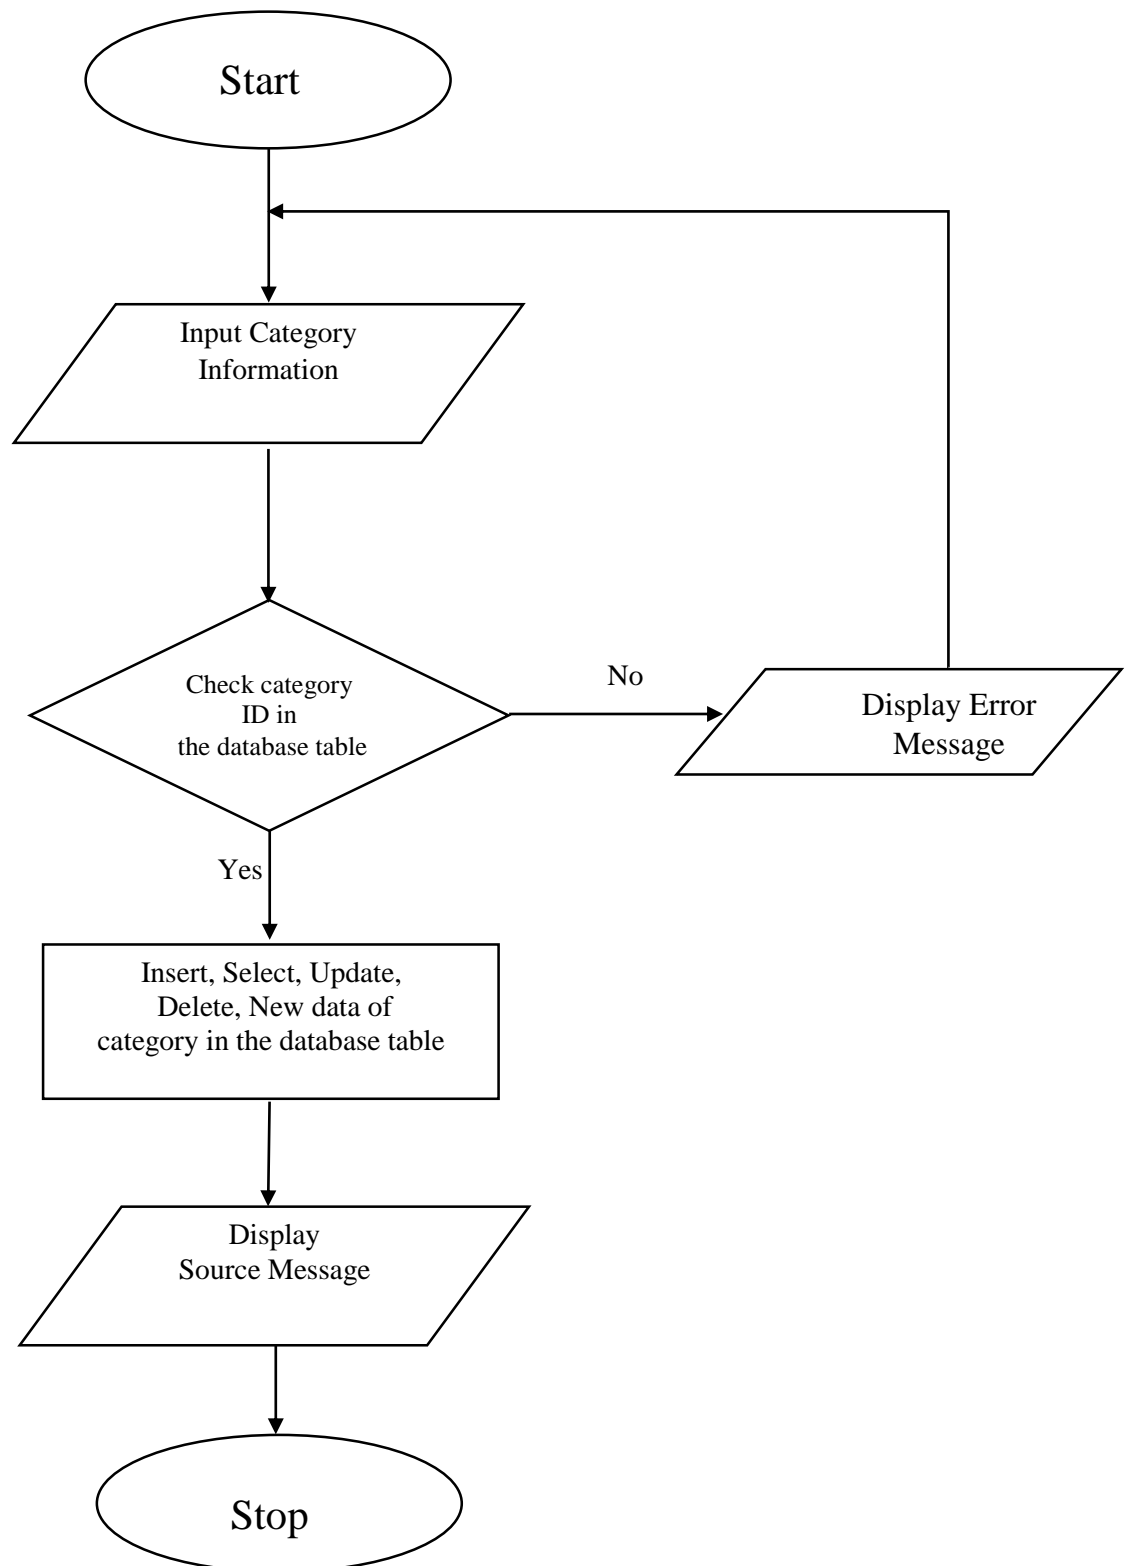 Start
Input Category
Information
Check category
ID in
the database table
No
Display Error
Message
Yes
Insert, Select, Update,
Delete, New data of
category in the database table
Display
Source Message
Stop